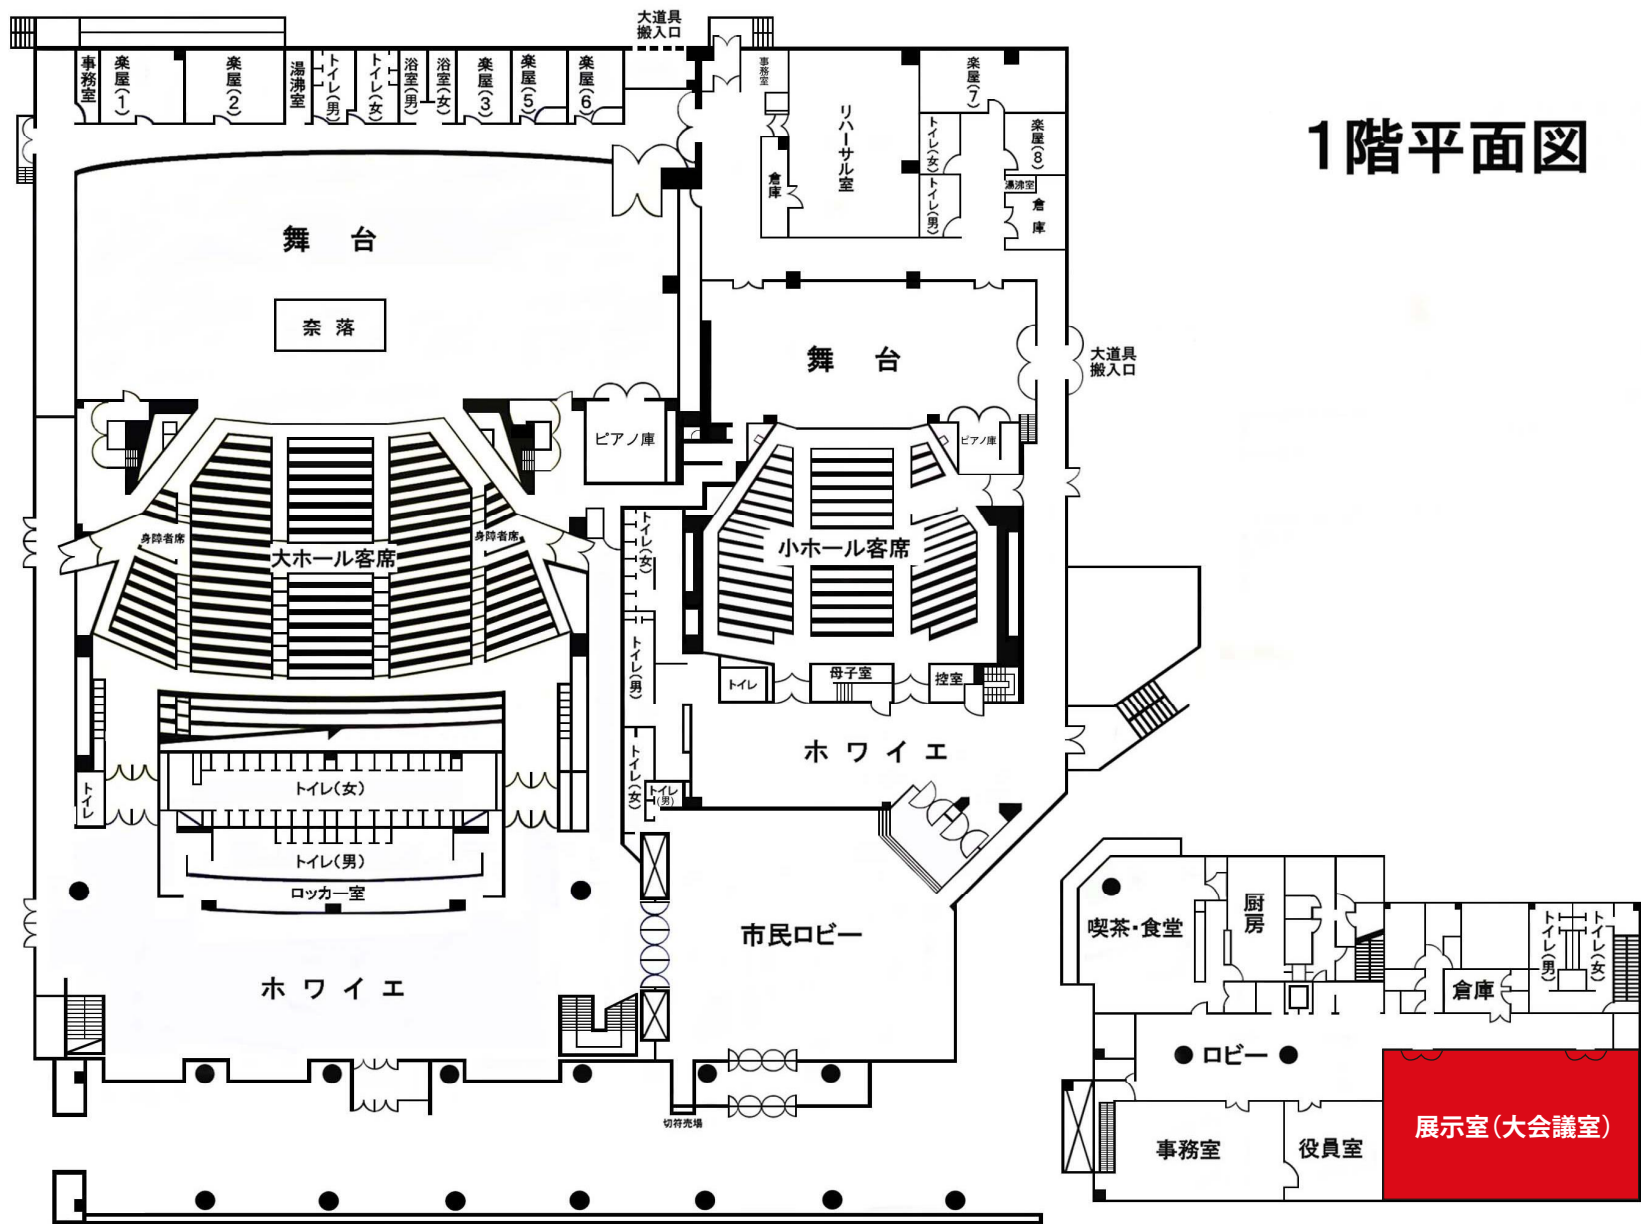 1階平面図
大道具
搬入口
事務室
楽屋(1)
楽屋(2)
湯沸室
トイレ(男)
トイレ(女)
浴室(男)
浴室(女)
楽屋(3)
楽屋(5)
楽屋(6)
事務室
リハーサル室
楽屋(7)
トイレ(女)
楽屋(8)
倉庫
トイレ(男)
湯沸室
倉庫
舞台
奈落
舞台
大道具
搬入口
ピアノ庫
ピアノ庫
身障者席
大ホール客席
身障者席
トイレ(女)
小ホール客席
トイレ(男)
トイレ
母子室
控室
ホワイエ
トイレ
トイレ(女)
トイレ(女)
トイレ
(男)
トイレ(男)
ロッカー室
市民ロビー
ホワイエ
切符売場
喫茶・食堂
厨房
トイレ(男)
トイレ(女)
倉庫
ロビー
事務室
役員室
展示室(大会議室)